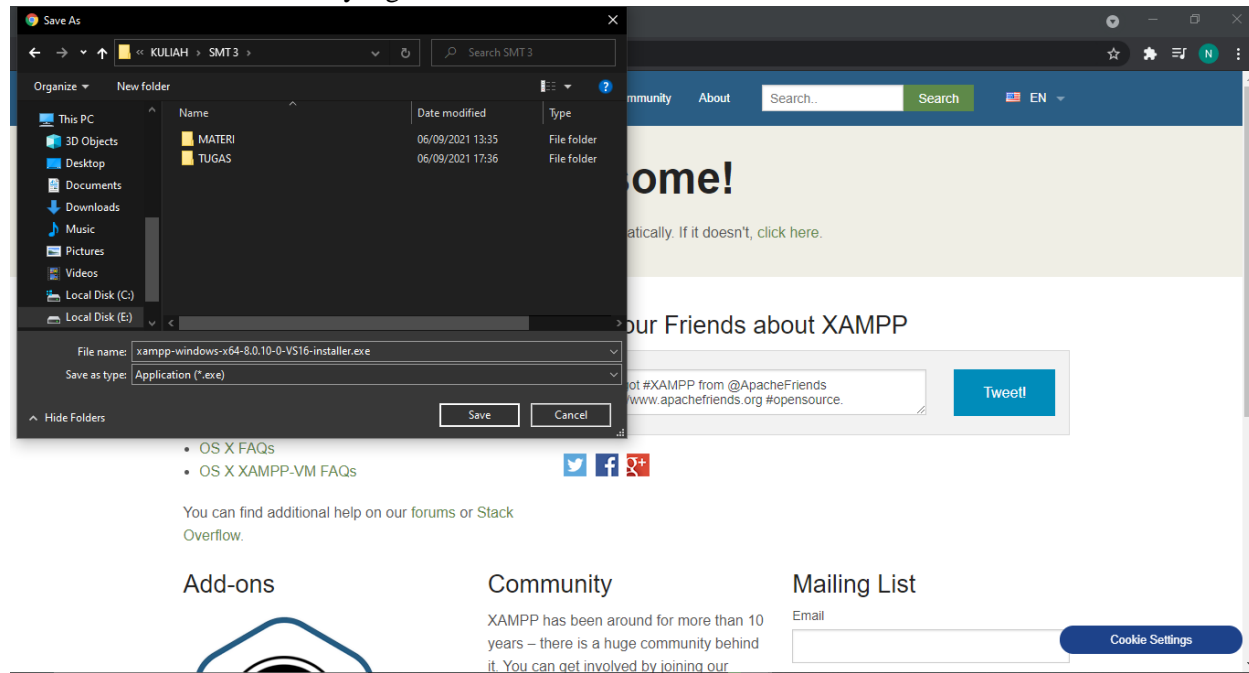 Save As
KULIAH > SMT 3 >
Search SMT 3
Organize
New folder
This PC
3D Objects
Desktop
Documents
Downloads
Music
Pictures
Videos
Local Disk (C:)
Local Disk (E:)
Name
Date modified
Type
MATERI
06/09/2021 13:35
File folder
TUGAS
06/09/2021 17:36
File folder
File name: xampp-windows-x64-8.0.10-0-VS16-installer.exe
Save as type: Application (*.exe)
Hide Folders
Save
Cancel
N
About
Search..
Search
EN
ome!
If it doesn't, click here.
our Friends about XAMPP
#XAMPP from @ApacheFriends
/www.apachefriends.org #opensource.
Tweet!
OS X FAQs
OS X XAMPP-VM FAQs
You can find additional help on our forums or Stack
Overflow.
Add-ons
Community
XAMPP has been around for more than 10
years – there is a huge community behind
it. You can get involved by joining our
Mailing List
Email
Cookie Settings